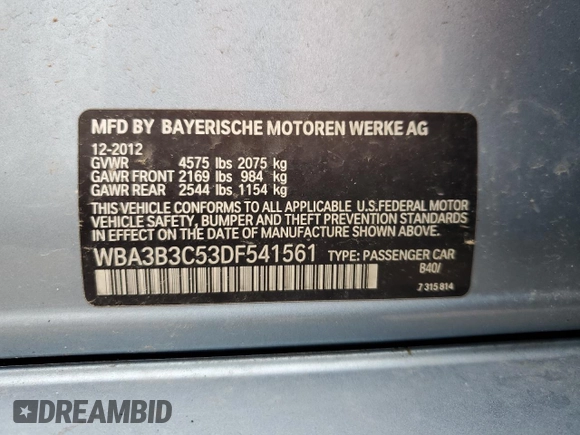 MFD BY BAYERISCHE MOTOREN WERKE AG
12-2012
GVWR 4575 lbs 2075 kg
GAWR FRONT 2169 lbs 984 kg
GAWR REAR 2544 lbs 1154 kg
THIS VEHICLE CONFORMS TO ALL APPLICABLE U.S.FEDERAL MOTOR
VEHICLE SAFETY, BUMPER AND THEFT PREVENTION STANDARDS
IN EFFECT ON THE DATE OF MANUFACTURE SHOWN ABOVE.
WBA3B3C53DF541561 TYPE: PASSENGER CAR
840/
7 315 814
DREAMBID